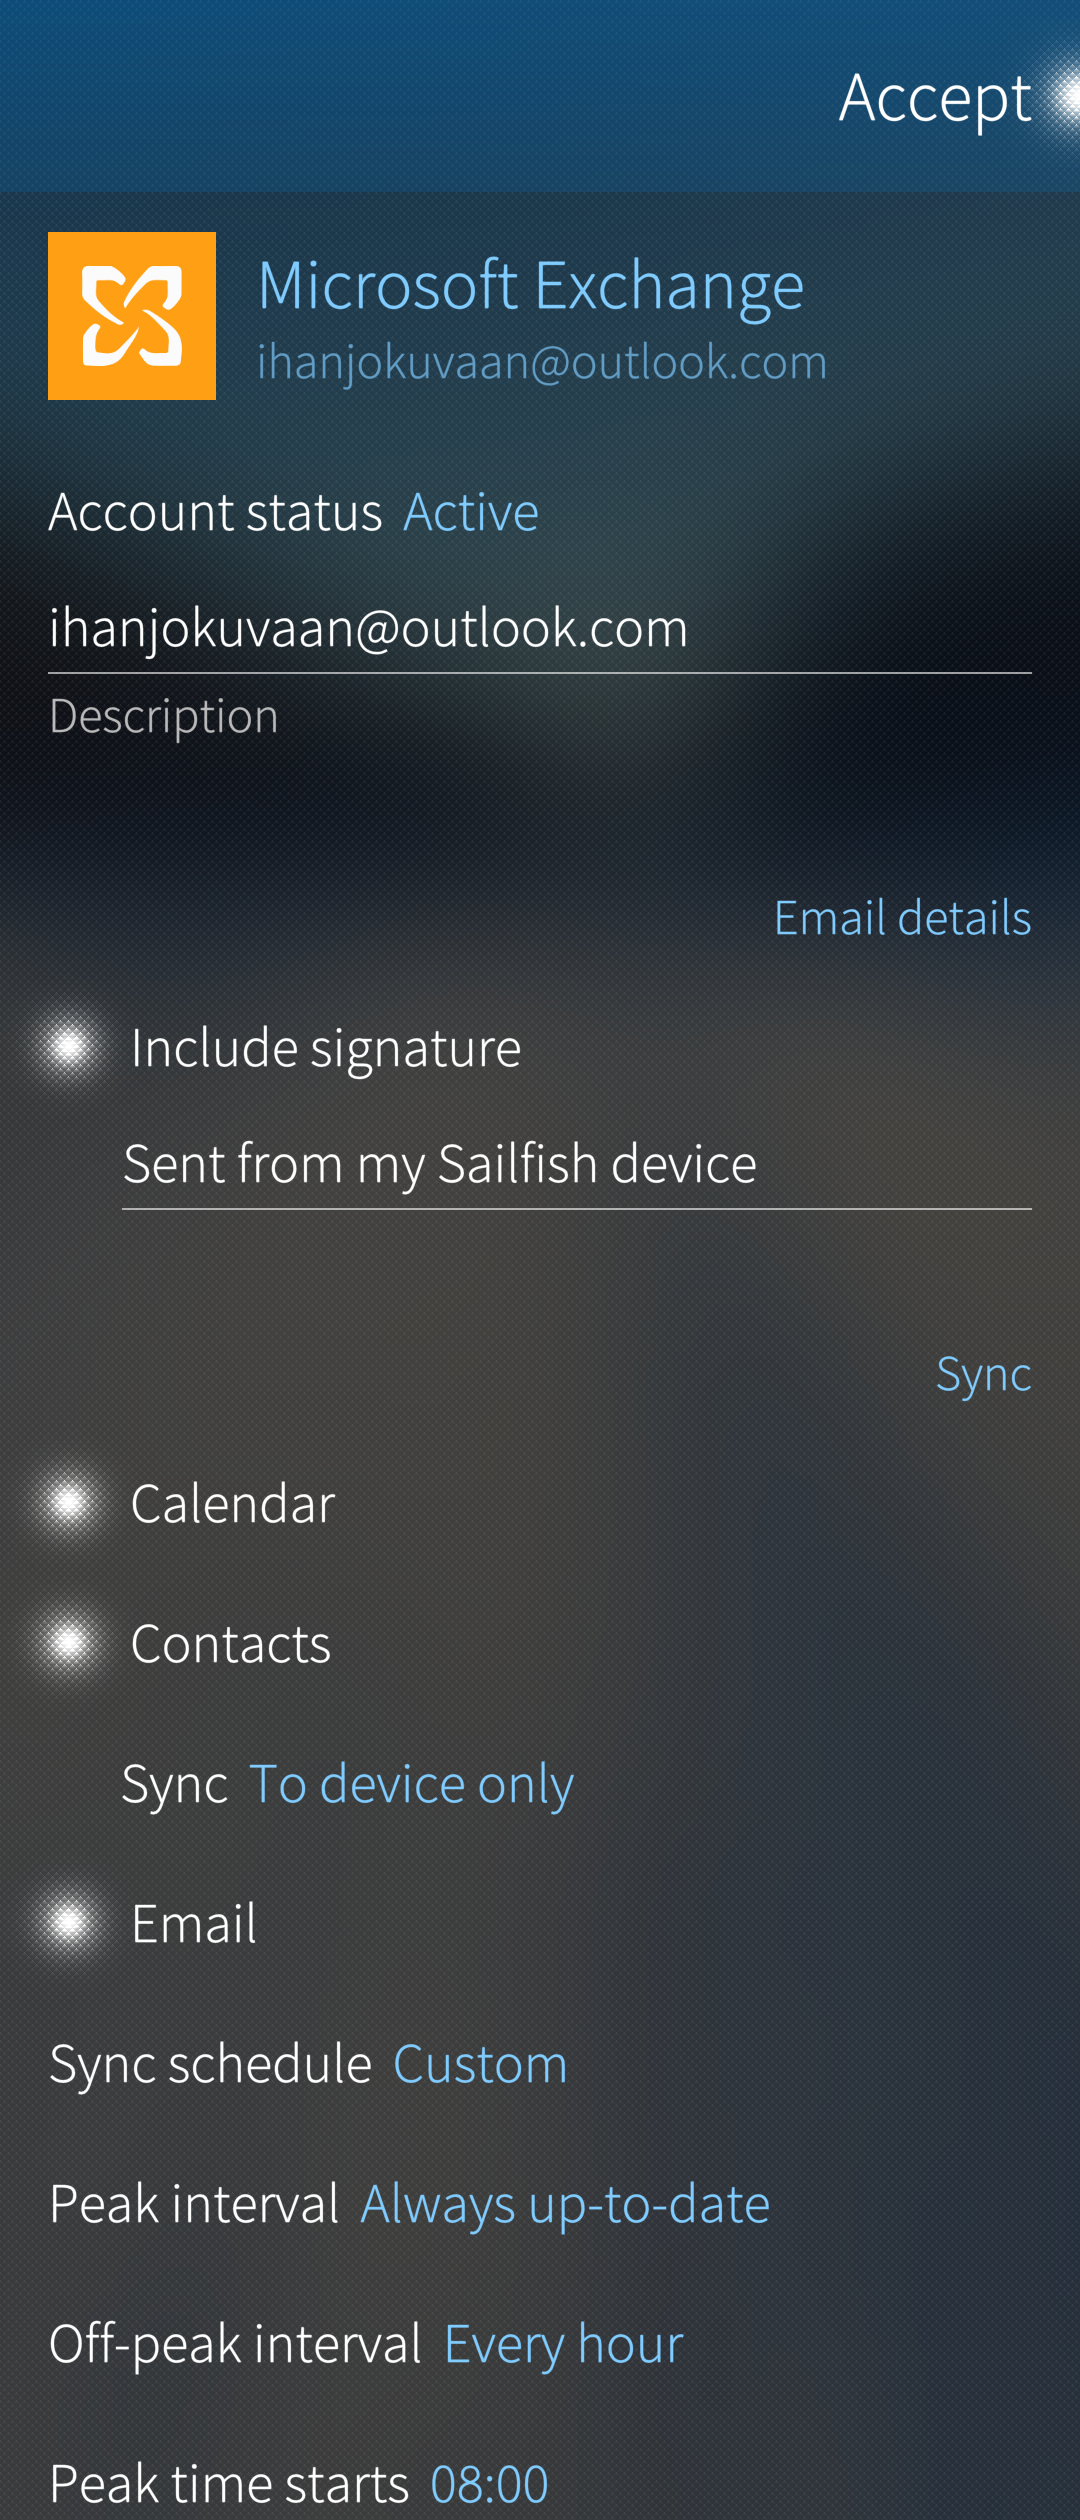 Accept
Microsoft Exchange
ihanjokuvaan@outlook.com
Account status Active
ihanjokuvaan@outlook.com
Description
Email details
Include signature
Sent from my Sailfish device
Sync
Calendar
Contacts
Sync To device only
Email
Sync schedule Custom
Peak interval Always up-to-date
Off-peak interval Every hour
Peak time starts 08:00